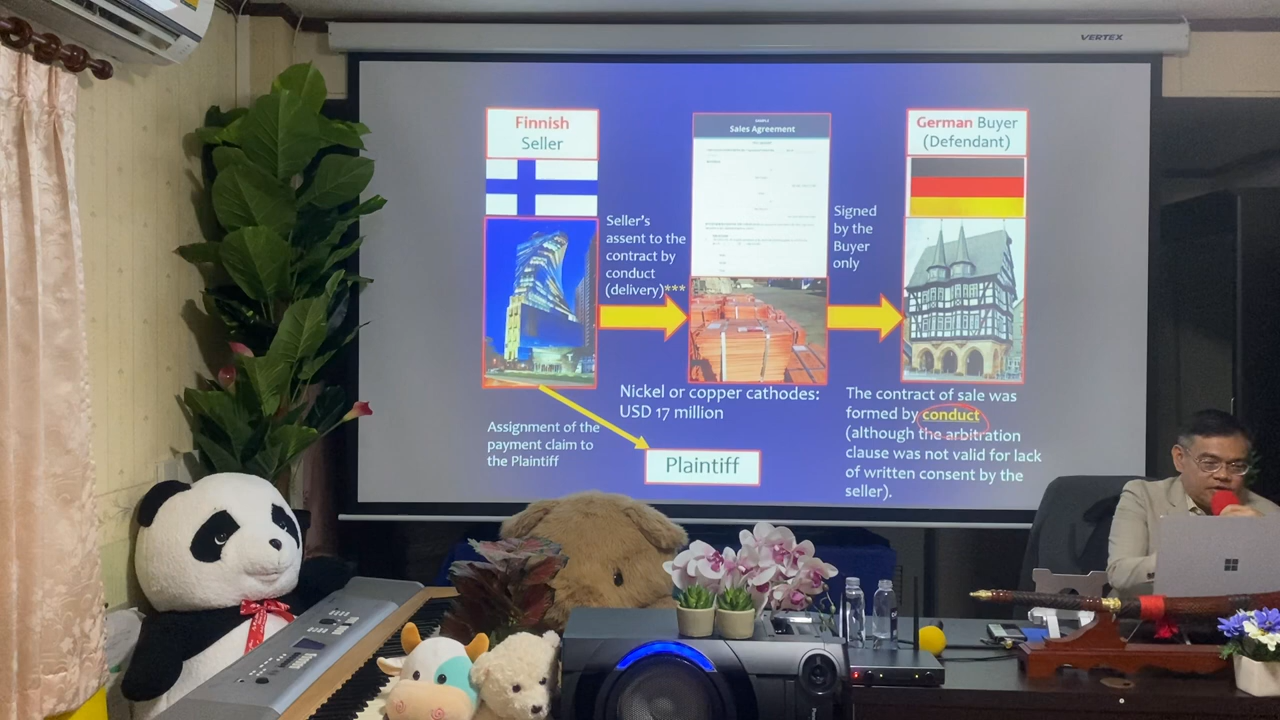 VERTEX
Finnish
Seller
Sales Agreement
German Buyer
(Defendant)
Seller's
assent to the
contract by
conduct
(delivery)***
Signed
by the
Buyer
only
Nickel or copper cathodes:
USD 17 million
Assignment of the
payment claim to
the Plaintiff
Plaintiff
The contract of sale was
formed by conduct
(although the arbitration
clause was not valid for lack
of written consent by the
seller).